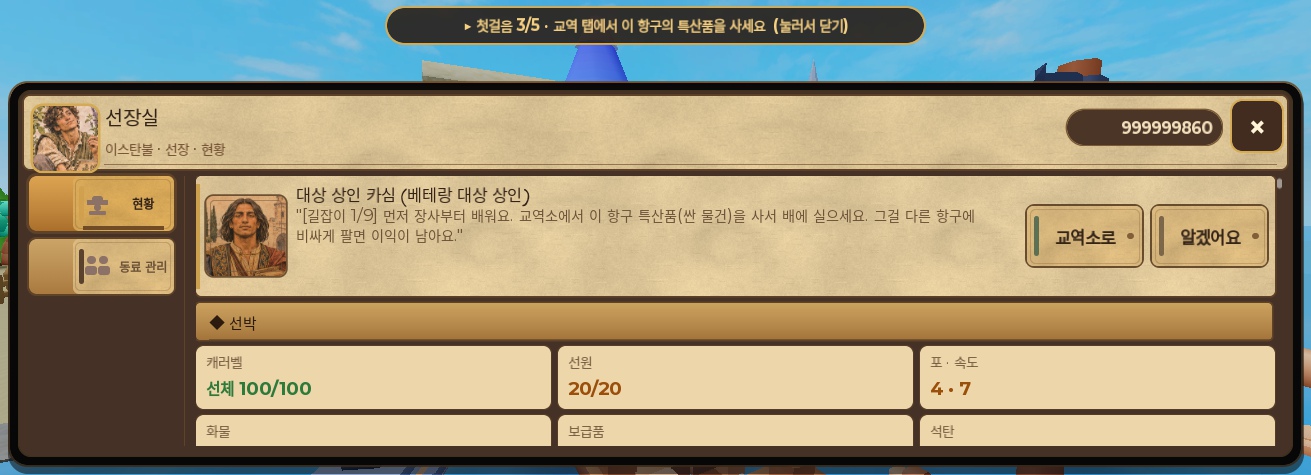 ▸ 첫걸음 3/5 · 교역 탭에서 이 항구의 특산품을 사세요 (눌러서 닫기)
선장실
이스탄불 · 선장 · 현황
999999860
×
현황
동료 관리
대상 상인 카심 (베테랑 대상 상인)
"[길잡이 1/9] 먼저 장사부터 배워요. 교역소에서 이 항구 특산품(싼 물건)을 사서 배에 실으세요. 그걸 다른 항구에
비싸게 팔면 이익이 남아요."
교역소로
알겠어요
◆ 선박
캐러벨
선체 100/100
선원
20/20
포 · 속도
4 · 7
화물
보급품
석탄